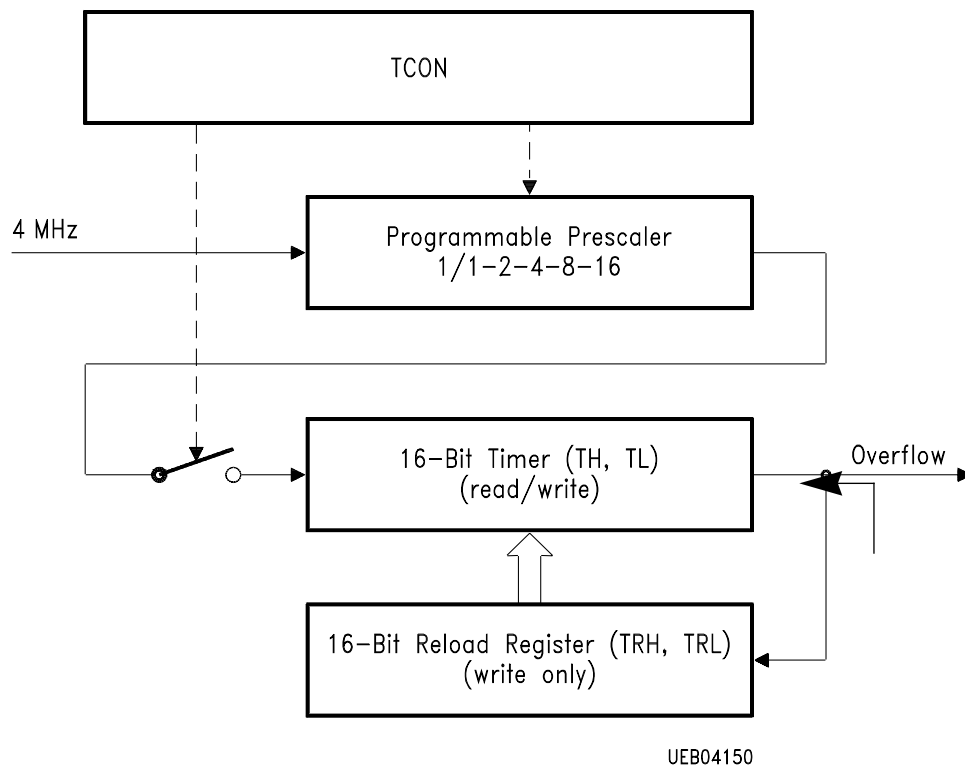 TCON
4 MHz
Programmable Prescaler
1/1-2-4-8-16
16-Bit Timer (TH, TL)
(read/write)
Overflow
16-Bit Reload Register (TRH, TRL)
(write only)
UEB04150